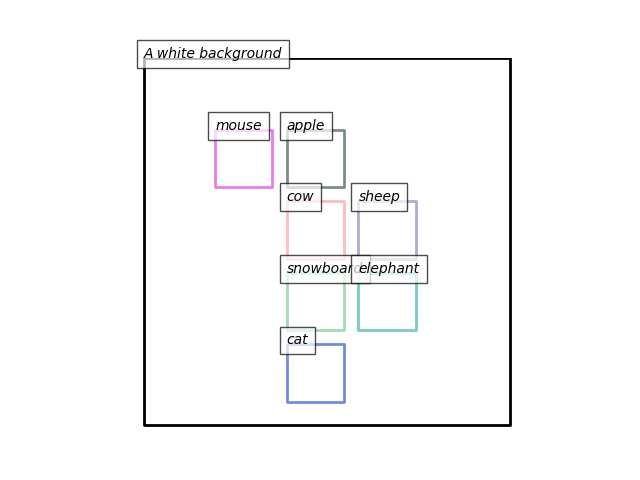 A white background
mouse
apple
cow
sheep
snowboard
elephant
cat